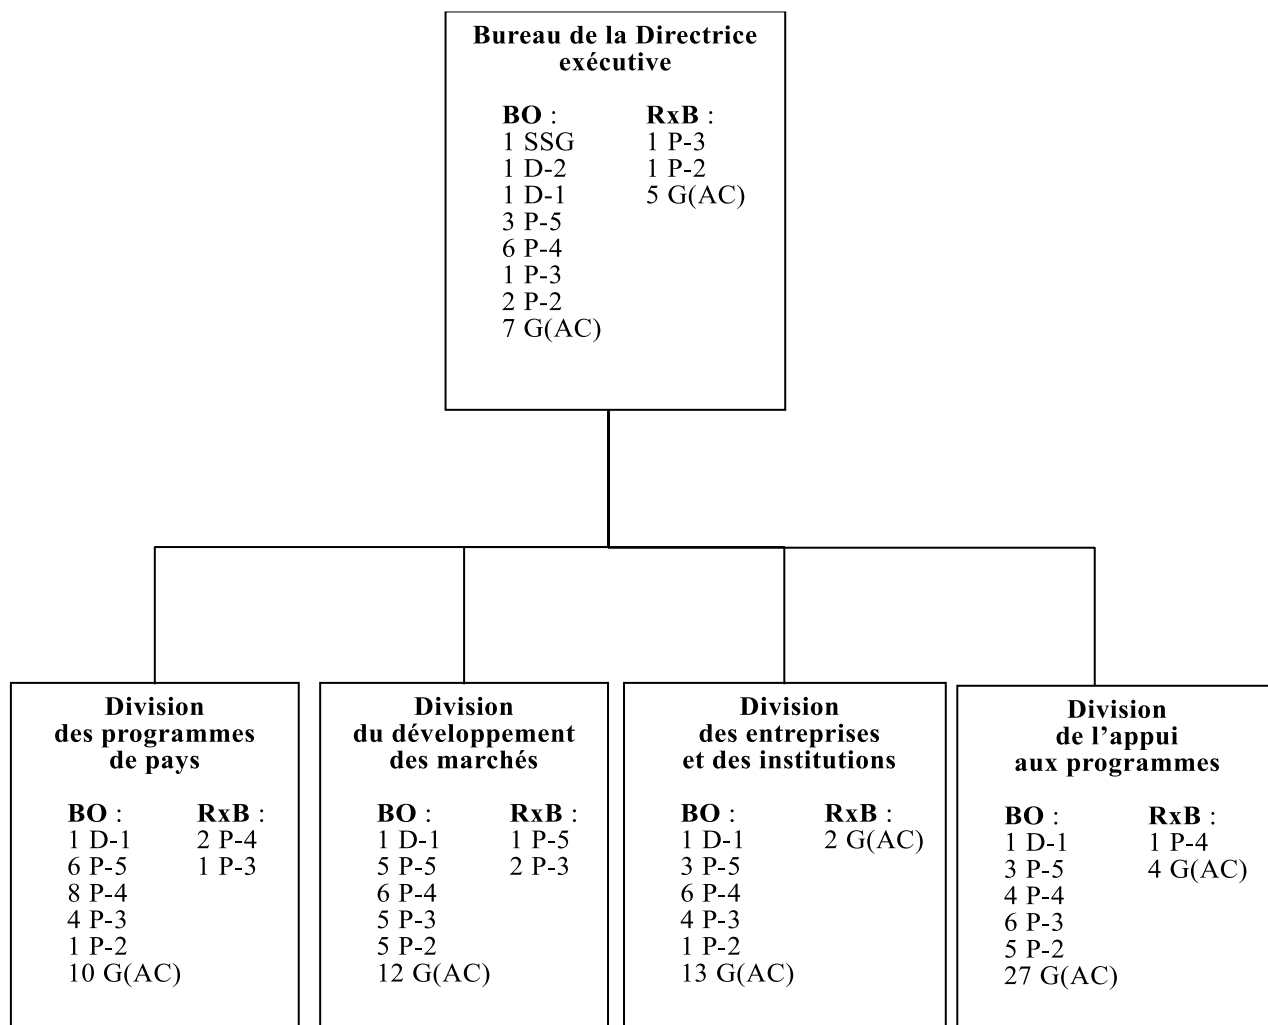 Bureau de la Directrice
exécutive
BO :
1 SSG
1 D-2
1 D-1
3 P-5
6 P-4
1 P-3
2 P-2
7 G(AC)
RxB :
1 P-3
1 P-2
5 G(AC)
Division
des programmes
de pays
BO :
1 D-1
6 P-5
8 P-4
4 P-3
1 P-2
10 G(AC)
RxB :
2 P-4
1 P-3
Division
du développement
des marchés
BO :
1 D-1
5 P-5
6 P-4
5 P-3
5 P-2
12 G(AC)
RxB :
1 P-5
2 P-3
Division
des entreprises
et des institutions
BO :
1 D-1
3 P-5
6 P-4
4 P-3
1 P-2
13 G(AC)
RxB :
2 G(AC)
Division
de l’appui
aux programmes
BO :
1 D-1
3 P-5
4 P-4
6 P-3
5 P-2
27 G(AC)
RxB :
1 P-4
4 G(AC)